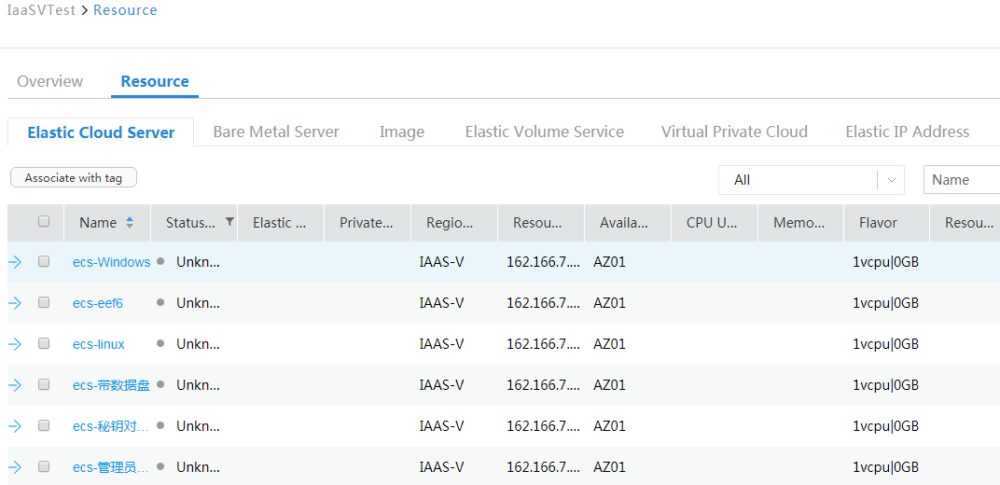 IaaSVTest > Resource
Overview Resource
Elastic Cloud Server Bare Metal Server Image Elastic Volume Service Virtual Private Cloud Elastic IP Address
Associate with tag All Name
Name Status... Elastic ... Private... Regio... Resou... Availa... CPU U... Memo... Flavor Resou...
ecs-Windows Unkn... IAAS-V 162.166.7.... AZ01 1vcpu|0GB
ecs-eef6 Unkn... IAAS-V 162.166.7.... AZ01 1vcpu|0GB
ecs-linux Unkn... IAAS-V 162.166.7.... AZ01 1vcpu|0GB
ecs-带数据盘 Unkn... IAAS-V 162.166.7.... AZ01 1vcpu|0GB
ecs-秘钥对... Unkn... IAAS-V 162.166.7.... AZ01 1vcpu|0GB
ecs-管理员... Unkn... IAAS-V 162.166.7.... AZ01 1vcpu|0GB